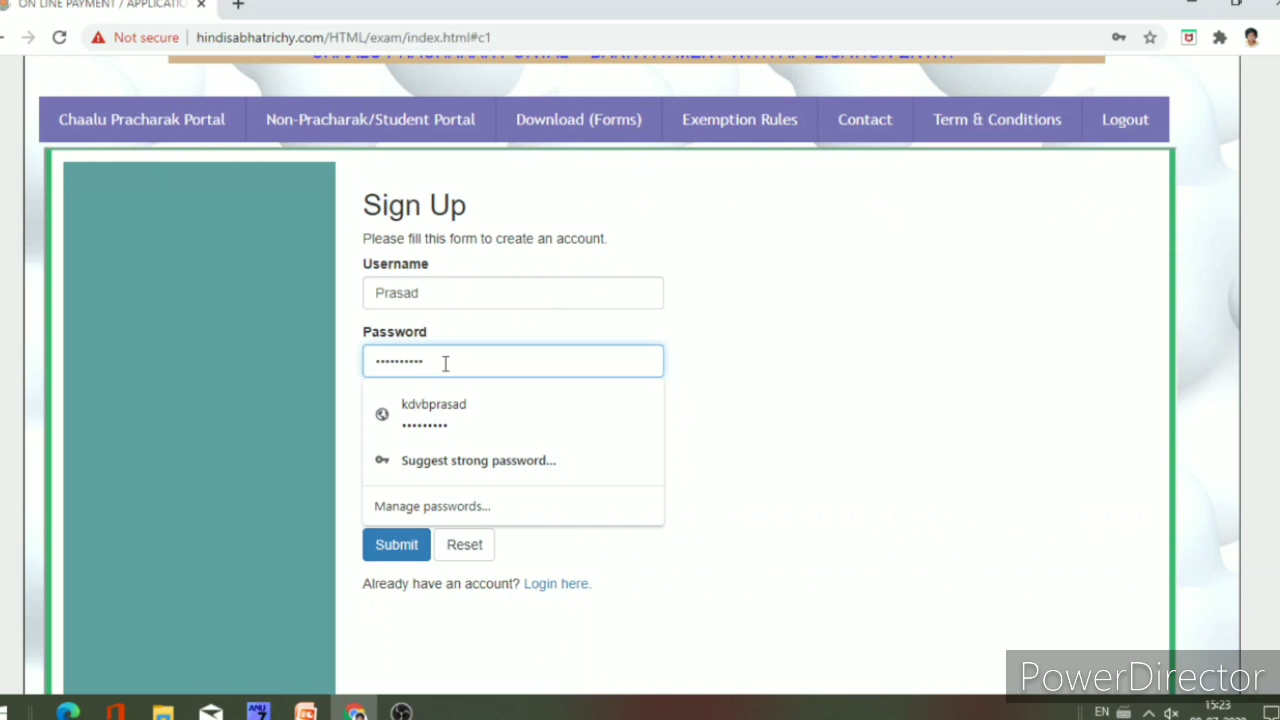 ON LINE PAYMENT / APPLICATIO
Not secure
hindisabhatrichy.com/HTML/exam/index.html#c1
Chaalu Pracharak Portal
Non-Pracharak/Student Portal
Download (Forms)
Exemption Rules
Contact
Term & Conditions
Logout
Sign Up
Please fill this form to create an account.
Username
Prasad
Password
••••••••••
kdvbprasad
•••••••••
Suggest strong password...
Manage passwords...
Submit
Reset
Already have an account? Login here.
PowerDirector
EN
15:23